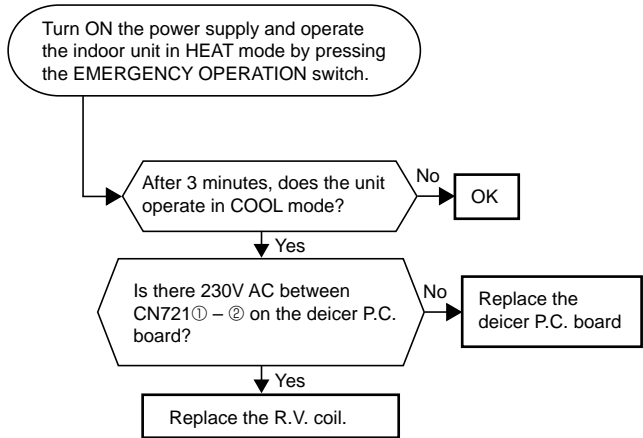 Turn ON the power supply and operate
the indoor unit in HEAT mode by pressing
the EMERGENCY OPERATION switch.
After 3 minutes, does the unit
operate in COOL mode?
No
OK
Yes
Is there 230V AC between
CN721① – ② on the deicer P.C.
board?
No
Replace the
deicer P.C. board
Yes
Replace the R.V. coil.